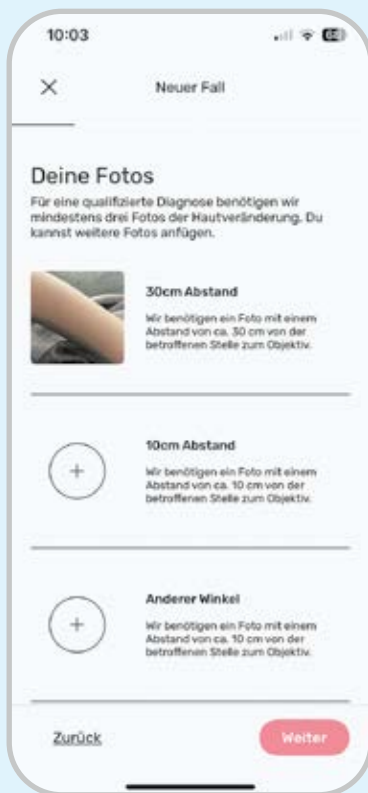 10:03
Neuer Fall
Deine Fotos
Für eine qualifizierte Diagnose benötigen wir
mindestens drei Fotos der Hautveränderung. Du
kannst weitere Fotos anfügen.
30cm Abstand
Wir benötigen ein Foto mit einem
Abstand von ca. 30 cm von der
betroffenen Stelle zum Objektiv.
10cm Abstand
Wir benötigen ein Foto mit einem
Abstand von ca. 10 cm von der
betroffenen Stelle zum Objektiv.
Anderer Winkel
Wir benötigen ein Foto mit einem
Abstand von ca. 10 cm von der
betroffenen Stelle zum Objektiv.
Zurück
Weiter